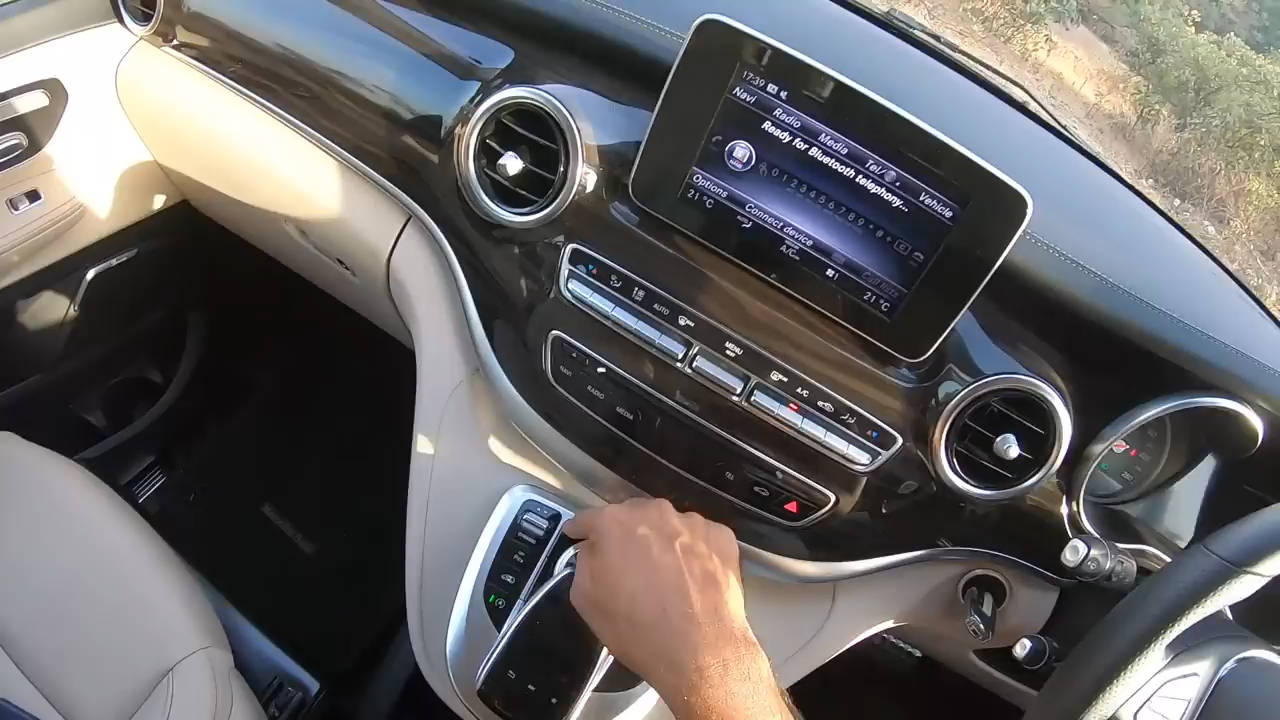 17:39
Navi Radio Media Tel/ Vehicle
Ready for Bluetooth telephony...
0 1 2 3 4 5 6 7 8 9 * # +
Options Connect device Call lists
21 °C A/C 21 °C
AUTO MENU A/C
NAVI RADIO MEDIA TEL